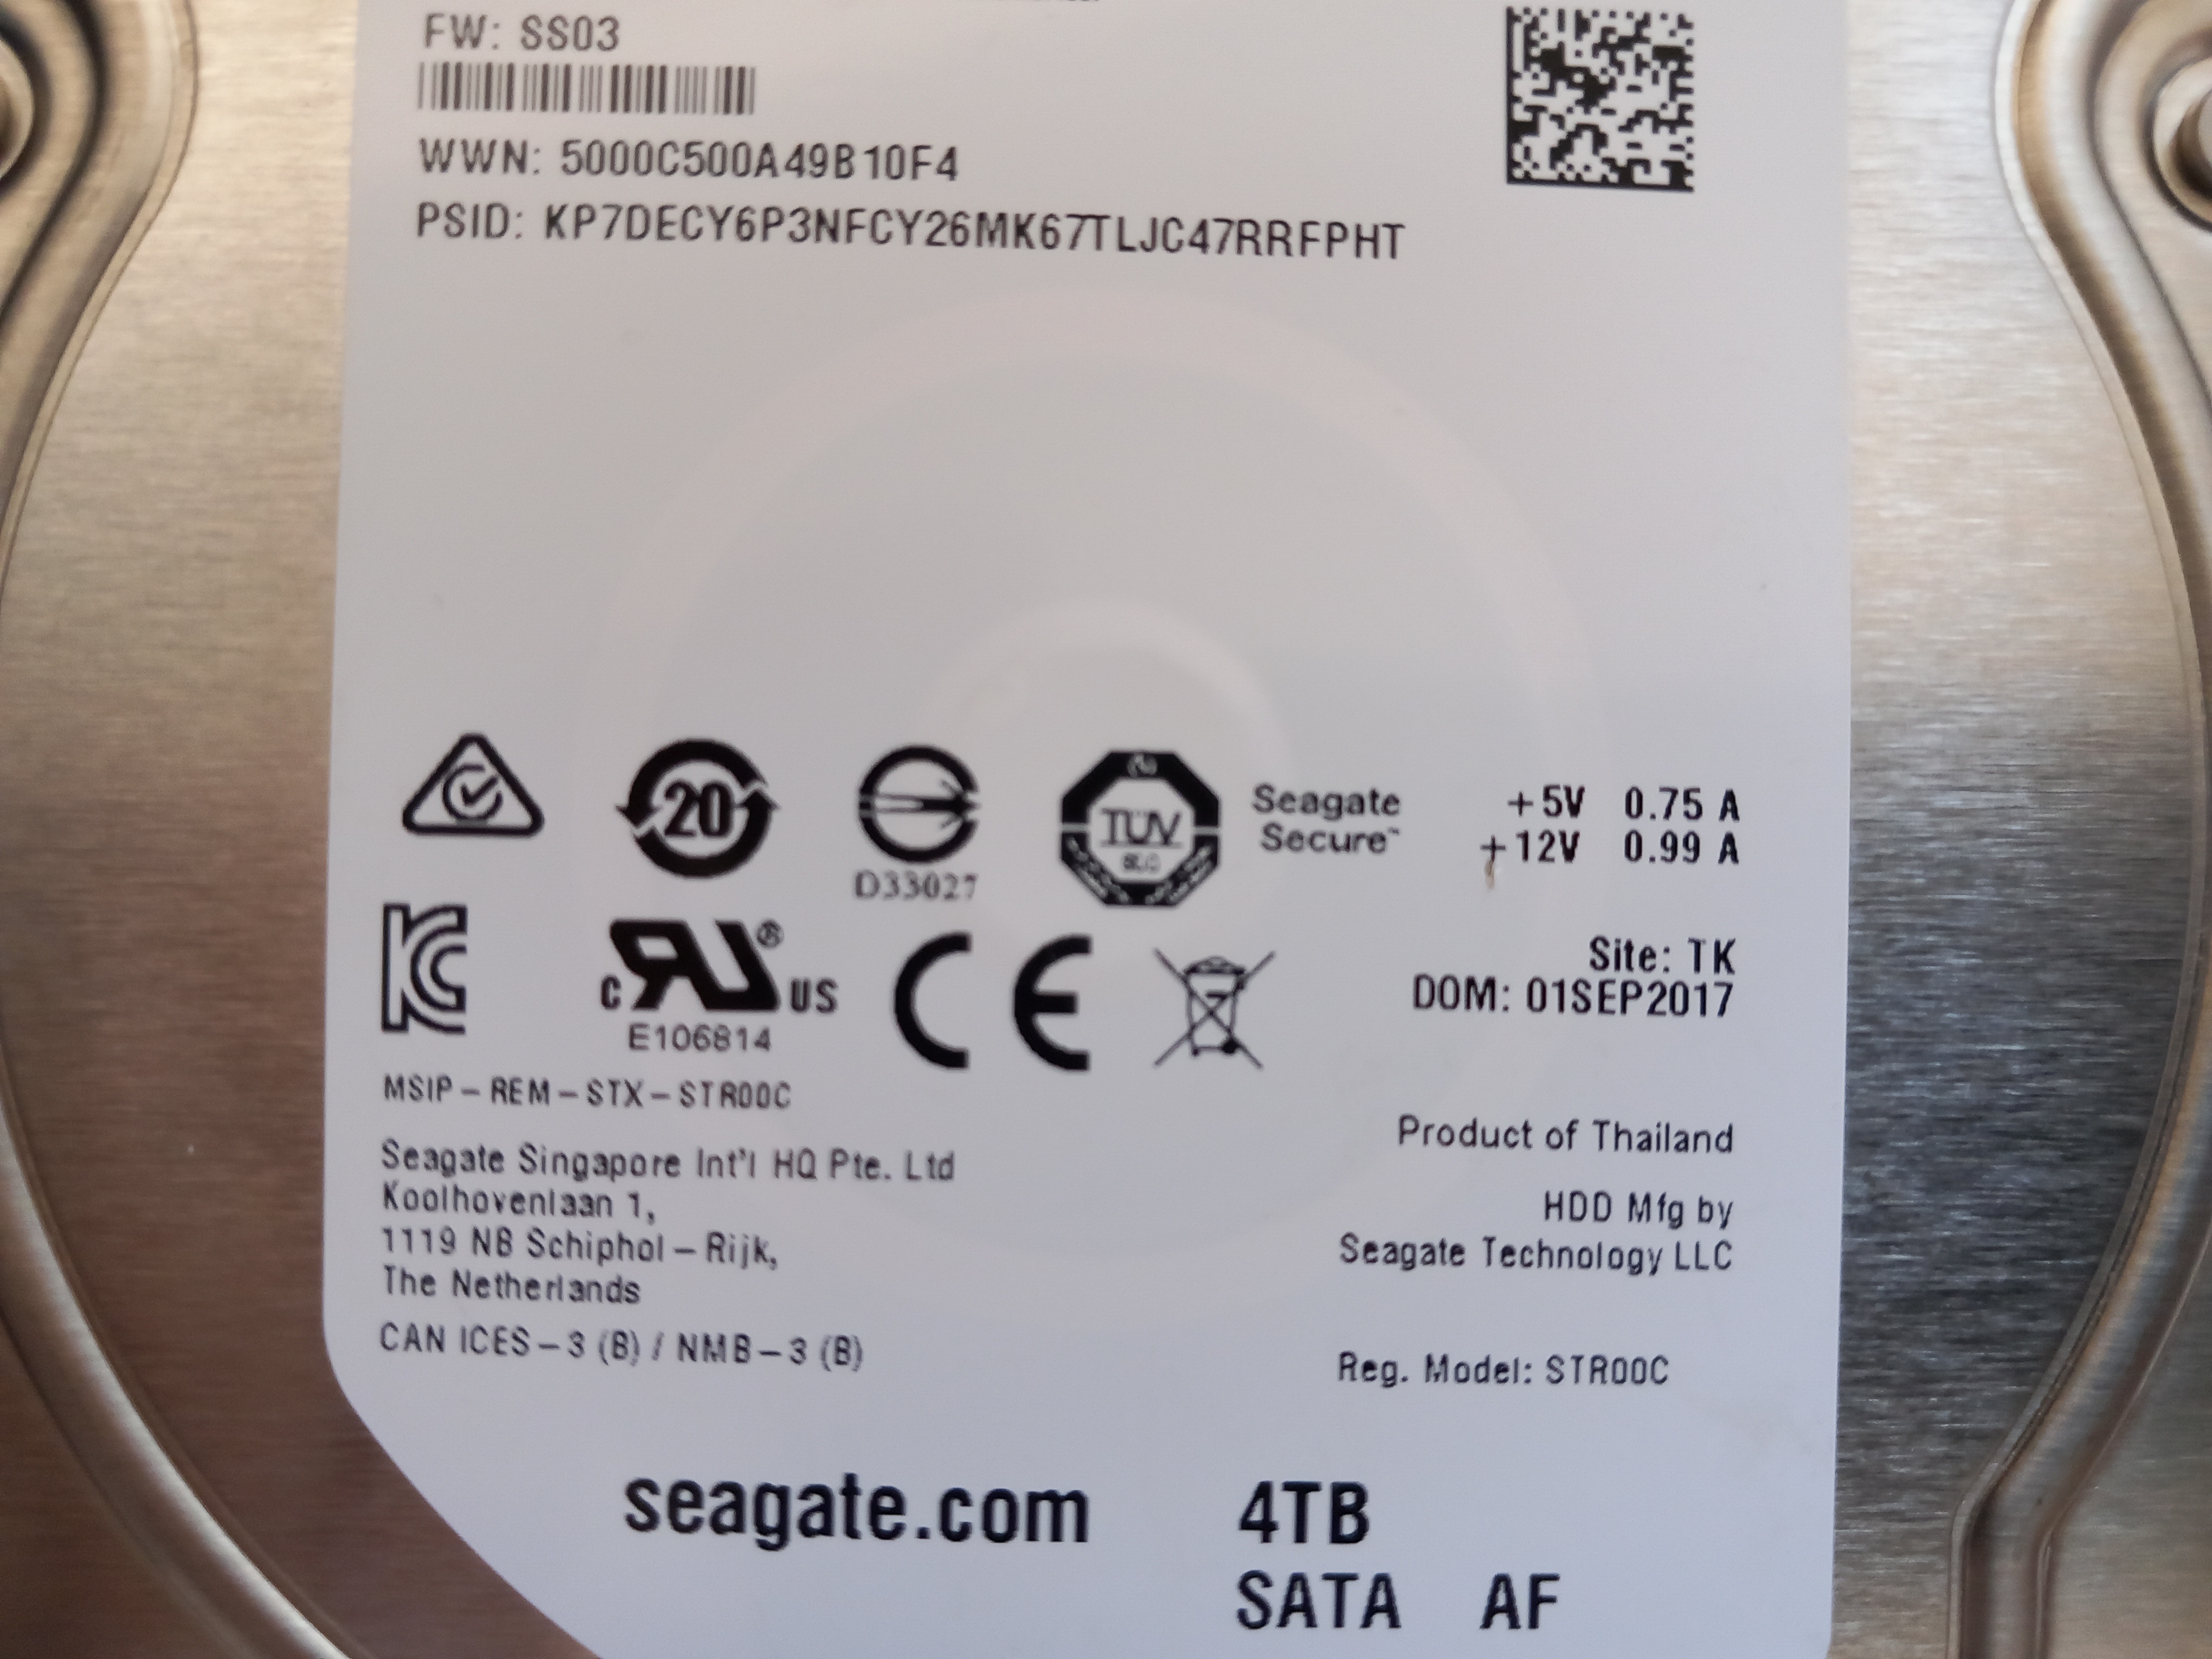 FW: SS03
WWN: 5000C500A49B10F4
PSID: KP7DECY6P3NFCY26MK67TLJC47RRFPHT
20
D33027
TÜV
Seagate
Secure™
+5V 0.75 A
+12V 0.99 A
C US ®
E106814
CE
Site: TK
DOM: 01SEP2017
MSIP-REM-STX-STR00C
Seagate Singapore Int'l HQ Pte. Ltd
Koolhovenlaan 1,
1119 NB Schiphol-Rijk,
The Netherlands
CAN ICES-3 (B) / NMB-3 (B)
Product of Thailand
HDD Mfg by
Seagate Technology LLC
Reg. Model: STR00C
seagate.com
4TB
SATA AF